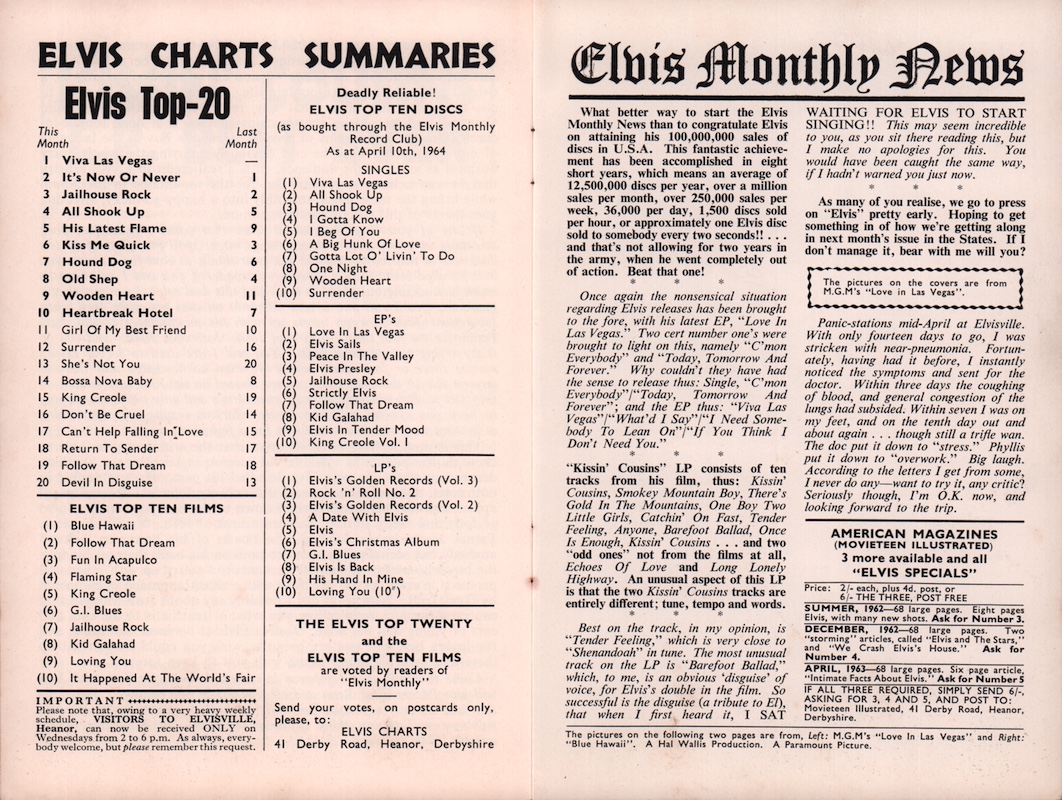 ELVIS CHARTS SUMMARIES
Elvis Top-20
This Last
Month Month
1 Viva Las Vegas —
2 It's Now Or Never 1
3 Jailhouse Rock 2
4 All Shook Up 5
5 His Latest Flame 9
6 Kiss Me Quick 3
7 Hound Dog 6
8 Old Shep 4
9 Wooden Heart 11
10 Heartbreak Hotel 7
11 Girl Of My Best Friend 10
12 Surrender 16
13 She's Not You 20
14 Bossa Nova Baby 8
15 King Creole 19
16 Don't Be Cruel 14
17 Can't Help Falling In Love 15
18 Return To Sender 17
19 Follow That Dream 18
20 Devil In Disguise 13
ELVIS TOP TEN FILMS
(1) Blue Hawaii
(2) Follow That Dream
(3) Fun In Acapulco
(4) Flaming Star
(5) King Creole
(6) G.I. Blues
(7) Jailhouse Rock
(8) Kid Galahad
(9) Loving You
(10) It Happened At The World's Fair
IMPORTANT
Please note that, owing to a very heavy weekly
schedule, VISITORS TO ELVISVILLE,
Heanor, can now be received ONLY on
Wednesdays from 2 to 6 p.m. As always, every-
body welcome, but please remember this request.
Deadly Reliable!
ELVIS TOP TEN DISCS
(as bought through the Elvis Monthly
Record Club)
As at April 10th, 1964
SINGLES
(1) Viva Las Vegas
(2) All Shook Up
(3) Hound Dog
(4) I Gotta Know
(5) I Beg Of You
(6) A Big Hunk Of Love
(7) Gotta Lot O' Livin' To Do
(8) One Night
(9) Wooden Heart
(10) Surrender
EP's
(1) Love In Las Vegas
(2) Elvis Sails
(3) Peace In The Valley
(4) Elvis Presley
(5) Jailhouse Rock
(6) Strictly Elvis
(7) Follow That Dream
(8) Kid Galahad
(9) Elvis In Tender Mood
(10) King Creole Vol. 1
LP's
(1) Elvis's Golden Records (Vol. 3)
(2) Rock 'n' Roll No. 2
(3) Elvis's Golden Records (Vol. 2)
(4) A Date With Elvis
(5) Elvis
(6) Elvis's Christmas Album
(7) G.I. Blues
(8) Elvis Is Back
(9) His Hand In Mine
(10) Loving You (10")
THE ELVIS TOP TWENTY
and the
ELVIS TOP TEN FILMS
are voted by readers of
"Elvis Monthly"
Send your votes, on postcards only,
please, to:
ELVIS CHARTS
41 Derby Road, Heanor, Derbyshire
Elvis Monthly News
What better way to start the Elvis
Monthly News than to congratulate Elvis
on attaining his 100,000,000 sales of
discs in U.S.A. This fantastic achieve-
ment has been accomplished in eight
short years, which means an average of
12,500,000 discs per year, over a million
sales per month, over 250,000 sales per
week, 36,000 per day, 1,500 discs sold
per hour, or approximately one Elvis disc
sold to somebody every two seconds!! . . .
and that's not allowing for two years in
the army, when he went completely out
of action. Beat that one!
* * *
Once again the nonsensical situation
regarding Elvis releases has been brought
to the fore, with his latest EP, "Love In
Las Vegas." Two cert number one's were
brought to light on this, namely "C'mon
Everybody" and "Today, Tomorrow And
Forever." Why couldn't they have had
the sense to release thus: Single, "C'mon
Everybody"/"Today, Tomorrow And
Forever"; and the EP thus: "Viva Las
Vegas"/"What'd I Say"/"I Need Some-
body To Lean On"/"If You Think I
Don't Need You."
* * *
"Kissin' Cousins" LP consists of ten
tracks from his film, thus: Kissin'
Cousins, Smokey Mountain Boy, There's
Gold In The Mountains, One Boy Two
Little Girls, Catchin' On Fast, Tender
Feeling, Anyone, Barefoot Ballad, Once
Is Enough, Kissin' Cousins . . . and two
"odd ones" not from the films at all,
Echoes Of Love and Long Lonely
Highway. An unusual aspect of this LP
is that the two Kissin' Cousins tracks are
entirely different; tune, tempo and words.
* * *
Best on the track, in my opinion, is
"Tender Feeling," which is very close to
"Shenandoah" in tune. The most unusual
track on the LP is "Barefoot Ballad,"
which, to me, is an obvious 'disguise' of
voice, for Elvis's double in the film. So
successful is the disguise (a tribute to El),
that when I first heard it, I SAT
WAITING FOR ELVIS TO START
SINGING!! This may seem incredible
to you, as you sit there reading this, but
I make no apologies for this. You
would have been caught the same way,
if I hadn't warned you just now.
* * *
As many of you realise, we go to press
on "Elvis" pretty early. Hoping to get
something in of how we're getting along
in next month's issue in the States. If I
don't manage it, bear with me will you?
The pictures on the covers are from
M.G.M's "Love in Las Vegas".
Panic-stations mid-April at Elvisville.
With only fourteen days to go, I was
stricken with near-pneumonia. Fortun-
ately, having had it before, I instantly
noticed the symptoms and sent for the
doctor. Within three days the coughing
of blood, and general congestion of the
lungs had subsided. Within seven I was on
my feet, and on the tenth day out and
about again . . . though still a trifle wan.
The doc put it down to "stress." Phyllis
put it down to "overwork." Big laugh.
According to the letters I get from some,
I never do any—want to try it, any critic?
Seriously though, I'm O.K. now, and
looking forward to the trip.
AMERICAN MAGAZINES
(MOVIETEEN ILLUSTRATED)
3 more available and all
"ELVIS SPECIALS"
Price: 2/- each, plus 4d. post, or
6/- THE THREE, POST FREE
SUMMER, 1962—68 large pages. Eight pages
Elvis, with many new shots. Ask for Number 3.
DECEMBER, 1962—68 large pages. Two
"storming" articles, called "Elvis and The Stars,"
and "We Crash Elvis's House." Ask for
Number 4.
APRIL, 1963—68 large pages. Six page article,
"Intimate Facts About Elvis." Ask for Number 5
IF ALL THREE REQUIRED, SIMPLY SEND 6/-,
ASKING FOR 3, 4 AND 5, AND POST TO:
Movieteen Illustrated, 41 Derby Road, Heanor,
Derbyshire.
The pictures on the following two pages are from, Left: M.G.M's "Love In Las Vegas" and Right:
"Blue Hawaii". A Hal Wallis Production. A Paramount Picture.